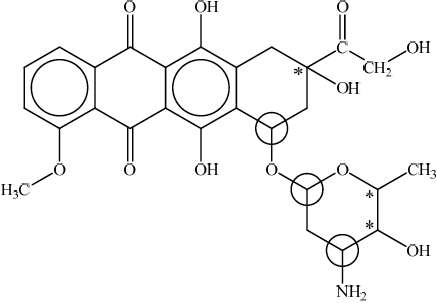 O OH O
C OH
* CH2
OH
O O OH O O CH3
H3C *
*
OH
NH2